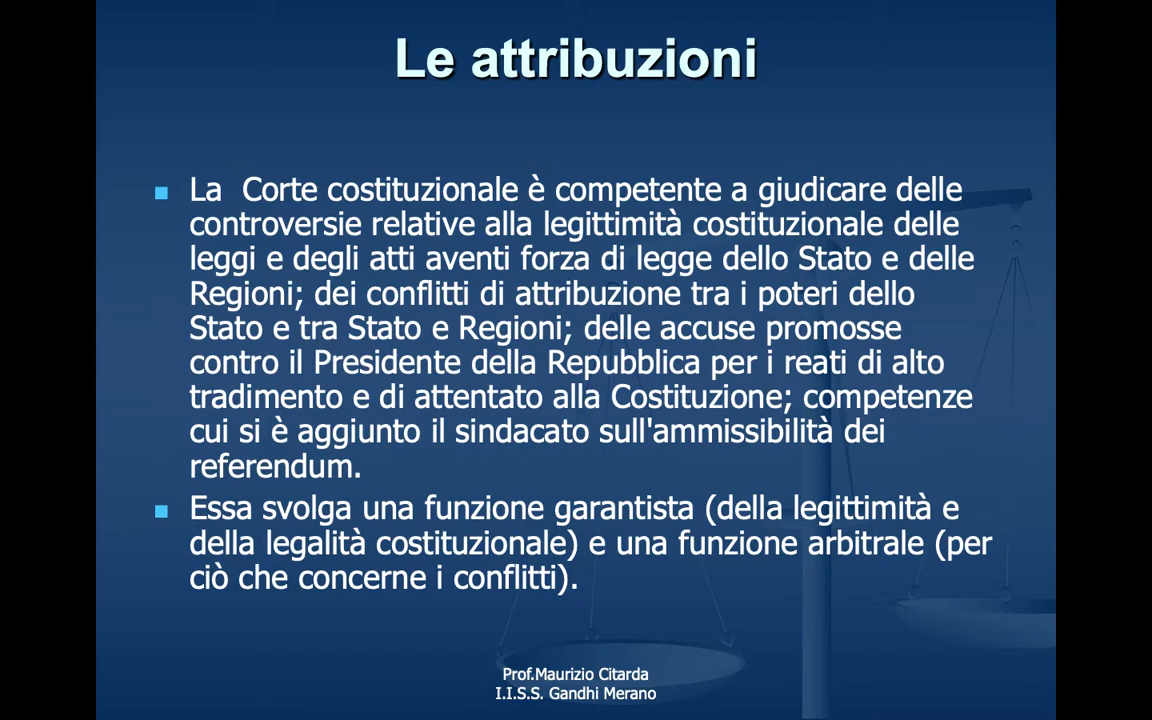 Le attribuzioni
La  Corte costituzionale è competente a giudicare delle
controversie relative alla legittimità costituzionale delle
leggi e degli atti aventi forza di legge dello Stato e delle
Regioni; dei conflitti di attribuzione tra i poteri dello
Stato e tra Stato e Regioni; delle accuse promosse
contro il Presidente della Repubblica per i reati di alto
tradimento e di attentato alla Costituzione; competenze
cui si è aggiunto il sindacato sull'ammissibilità dei
referendum.
Essa svolga una funzione garantista (della legittimità e
della legalità costituzionale) e una funzione arbitrale (per
ciò che concerne i conflitti).
Prof.Maurizio Citarda
I.I.S.S. Gandhi Merano